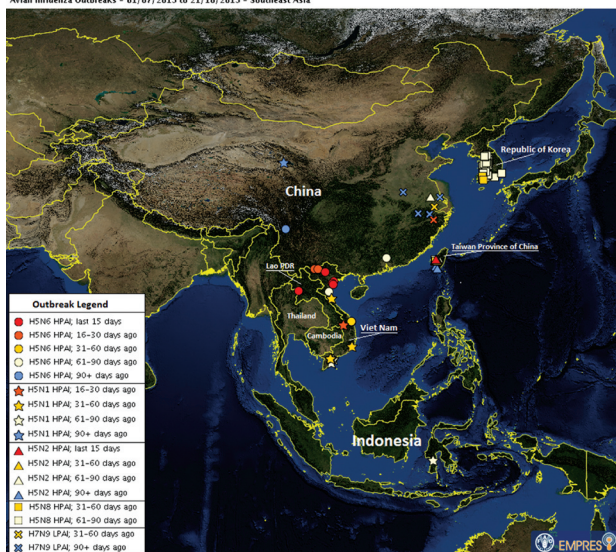 Avian Influenza Outbreaks - 01/07/2015 to 21/10/2015 - Southeast Asia
Republic of Korea
China
Taiwan Province of China
Lao PDR
Thailand
Viet Nam
Cambodia
Indonesia
Outbreak Legend
H5N6 HPAI; last 15 days
H5N6 HPAI; 16-30 days ago
H5N6 HPAI; 31-60 days ago
H5N6 HPAI; 61-90 days ago
H5N6 HPAI; 90+ days ago
H5N1 HPAI; 16-30 days ago
H5N1 HPAI; 31-60 days ago
H5N1 HPAI; 61-90 days ago
H5N1 HPAI; 90+ days ago
H5N2 HPAI; last 15 days
H5N2 HPAI; 31-60 days ago
H5N2 HPAI; 61-90 days ago
H5N2 HPAI; 90+ days ago
H5N8 HPAI; 31-60 days ago
H5N8 HPAI; 61-90 days ago
H7N9 LPAI; 31-60 days ago
H7N9 LPAI; 90+ days ago
EMPRES